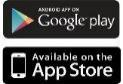 ANDROID APP ON
Google play
Available on the
App Store